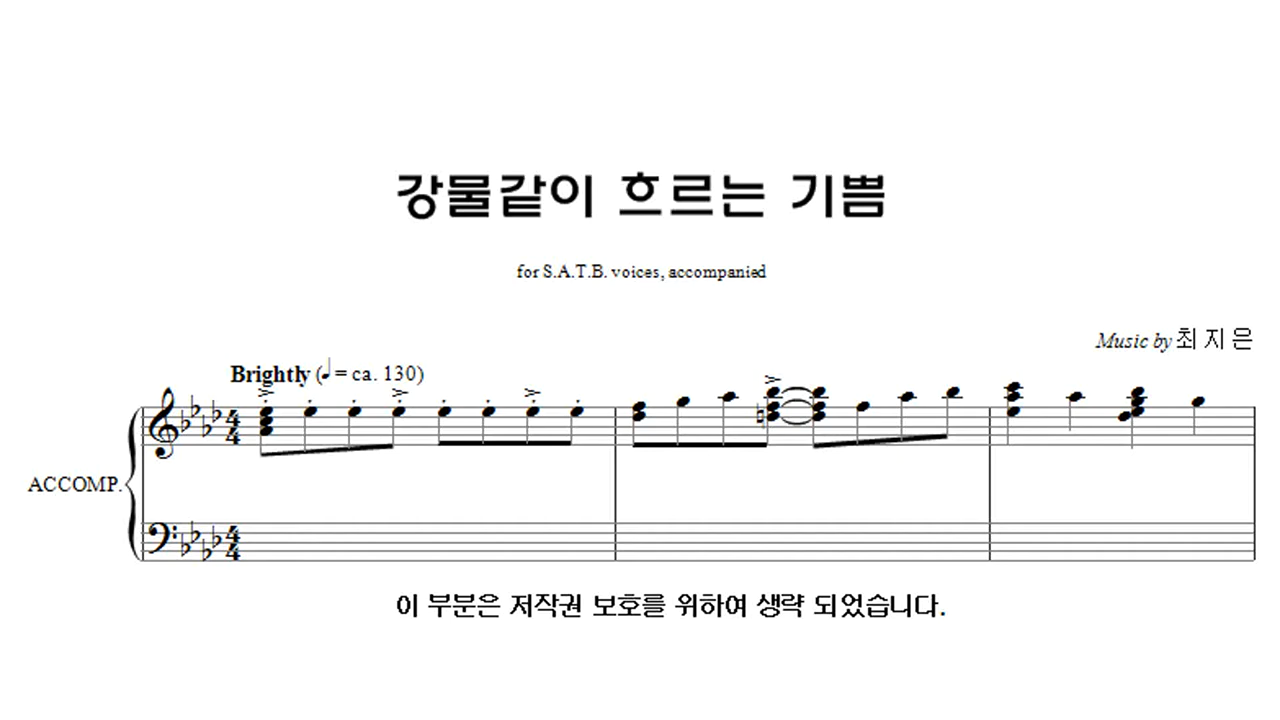 강물같이 흐르는 기쁨
for S.A.T.B. voices, accompanied
Music by 최 지 은
Brightly (♩= ca. 130)
ACCOMP.
이 부분은 저작권 보호를 위하여 생략 되었습니다.